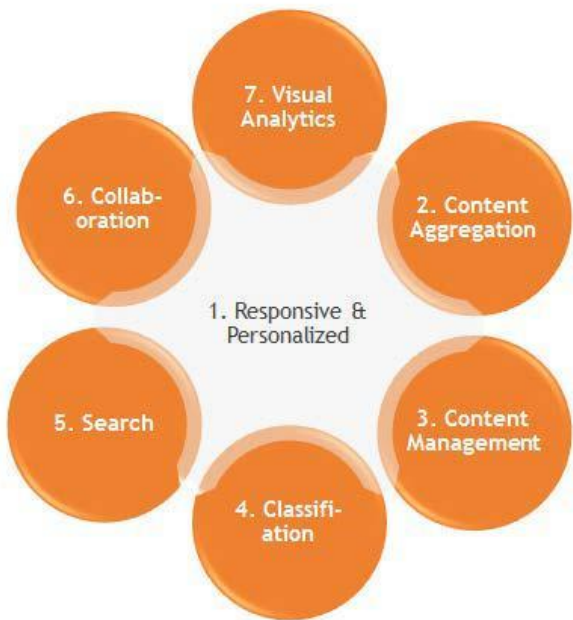 7. Visual
Analytics
6. Collab-
oration
2. Content
Aggregation
1. Responsive &
Personalized
5. Search
3. Content
Management
4. Classifi-
ation